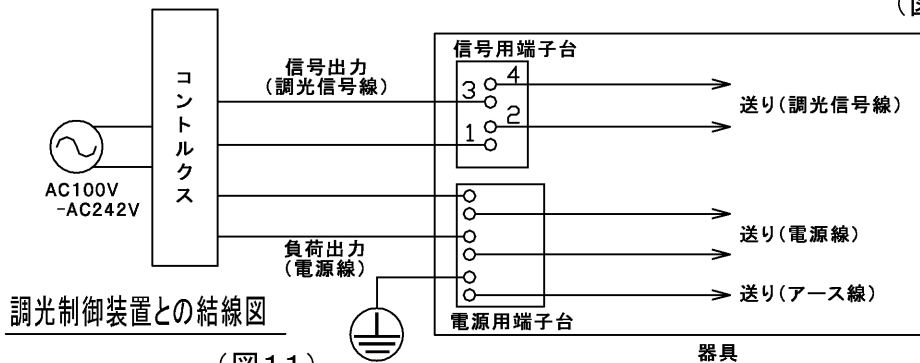 (図
信号用端子台
コントルクス
信号出力
(調光信号線)
4
3
2
1
送り(調光信号線)
AC100V
-AC242V
負荷出力
(電源線)
送り(電源線)
送り(アース線)
電源用端子台
調光制御装置との結線図
(図11)
器具